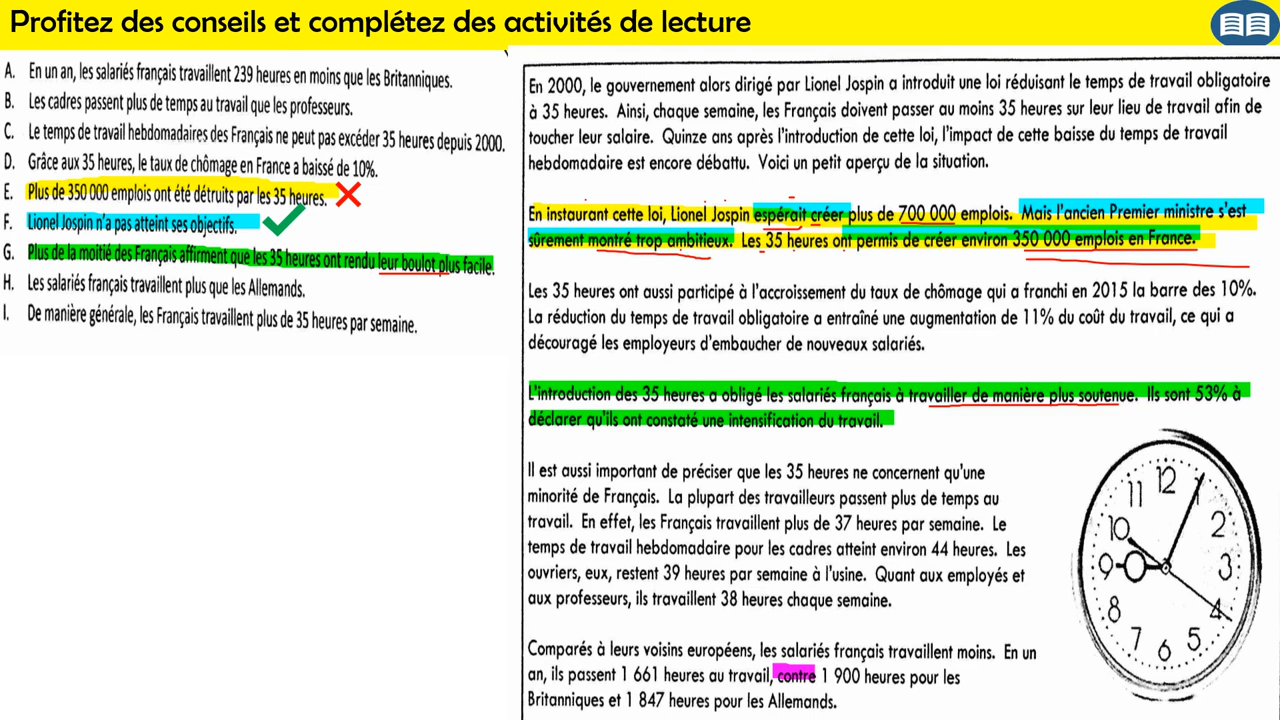 Profitez des conseils et complétez des activités de lecture
A. En un an, les salariés français travaillent 239 heures en moins que les Britanniques.
B. Les cadres passent plus de temps au travail que les professeurs.
C. Le temps de travail hebdomadaires des Français ne peut pas excéder 35 heures depuis 2000.
D. Grâce aux 35 heures, le taux de chômage en France a baissé de 10%.
E. Plus de 350 000 emplois ont été détruits par les 35 heures.
F. Lionel Jospin n'a pas atteint ses objectifs.
G. Plus de la moitié des Français affirment que les 35 heures ont rendu leur boulot plus facile.
H. Les salariés français travaillent plus que les Allemands.
I. De manière générale, les Français travaillent plus de 35 heures par semaine.
En 2000, le gouvernement alors dirigé par Lionel Jospin a introduit une loi réduisant le temps de travail obligatoire
à 35 heures. Ainsi, chaque semaine, les Français doivent passer au moins 35 heures sur leur lieu de travail afin de
toucher leur salaire. Quinze ans après l'introduction de cette loi, l'impact de cette baisse du temps de travail
hebdomadaire est encore débattu. Voici un petit aperçu de la situation.
En instaurant cette loi, Lionel Jospin espérait créer plus de 700 000 emplois. Mais l'ancien Premier ministre s'est
sûrement montré trop ambitieux. Les 35 heures ont permis de créer environ 350 000 emplois en France.
Les 35 heures ont aussi participé à l'accroissement du taux de chômage qui a franchi en 2015 la barre des 10%.
La réduction du temps de travail obligatoire a entraîné une augmentation de 11% du coût du travail, ce qui a
découragé les employeurs d'embaucher de nouveaux salariés.
L'introduction des 35 heures a obligé les salariés français à travailler de manière plus soutenue. Ils sont 53% à
déclarer qu'ils ont constaté une intensification du travail.
Il est aussi important de préciser que les 35 heures ne concernent qu'une
minorité de Français. La plupart des travailleurs passent plus de temps au
travail. En effet, les Français travaillent plus de 37 heures par semaine. Le
temps de travail hebdomadaire pour les cadres atteint environ 44 heures. Les
ouvriers, eux, restent 39 heures par semaine à l'usine. Quant aux employés et
aux professeurs, ils travaillent 38 heures chaque semaine.
Comparés à leurs voisins européens, les salariés français travaillent moins. En un
an, ils passent 1 661 heures au travail, contre 1 900 heures pour les
Britanniques et 1 847 heures pour les Allemands.
12
1
2
3
4
5
6
7
8
9
10
11